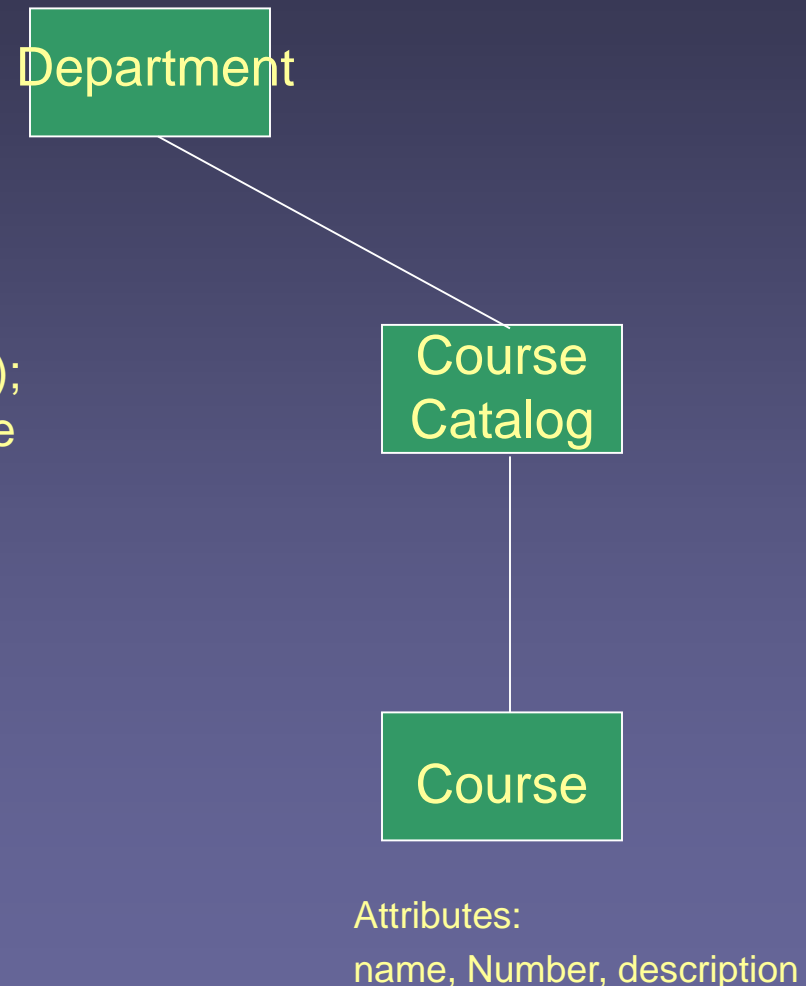 Department
);
e
Course
Catalog
Course
Attributes:
name, Number, description